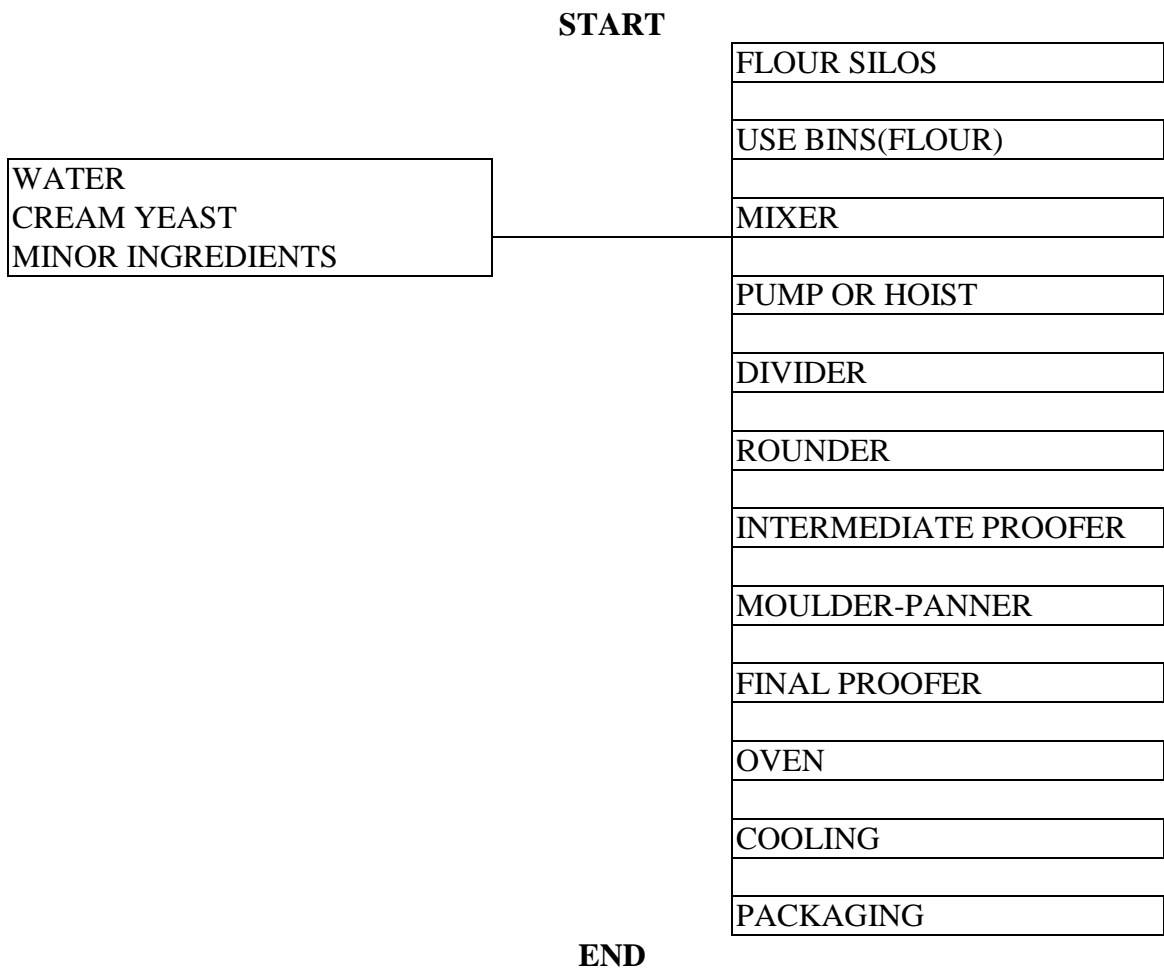 START
FLOUR SILOS
USE BINS(FLOUR)
WATER
CREAM YEAST
MINOR INGREDIENTS
MIXER
PUMP OR HOIST
DIVIDER
ROUNDER
INTERMEDIATE PROOFER
MOULDER-PANNER
FINAL PROOFER
OVEN
COOLING
PACKAGING
END